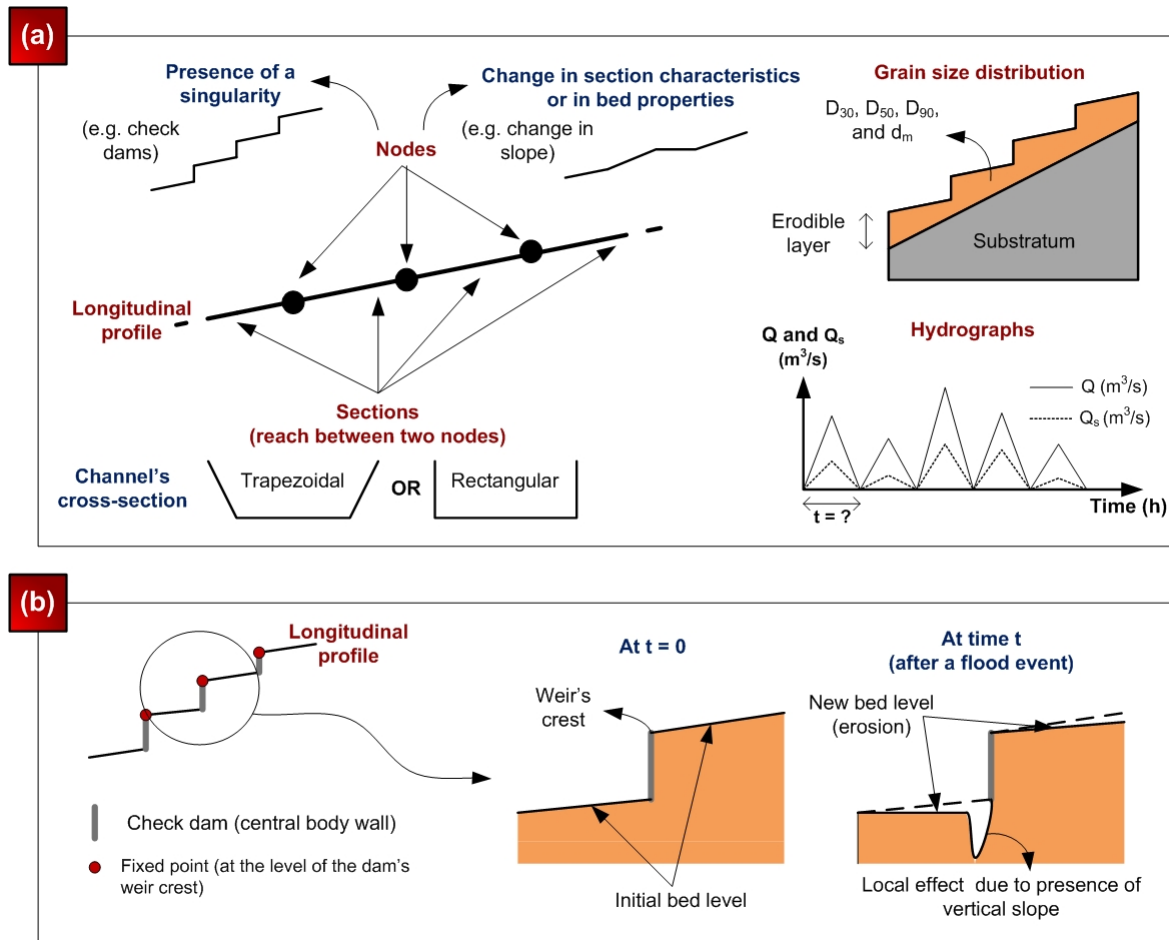 (a)
Presence of a
singularity
(e.g. check
dams)
Change in section characteristics
or in bed properties
(e.g. change in
slope)
Nodes
Longitudinal
profile
Sections
(reach between two nodes)
Channel's
cross-section
Trapezoidal
OR
Rectangular
Grain size distribution
D30, D50, D90,
and dm
Erodible
layer
Substratum
Hydrographs
Q and Qs
(m3/s)
Q (m3/s)
Qs (m3/s)
t = ?
Time (h)
(b)
Longitudinal
profile
Check dam (central body wall)
Fixed point (at the level of the dam's
weir crest)
At t = 0
Weir's
crest
Initial bed level
At time t
(after a flood event)
New bed level
(erosion)
Local effect due to presence of
vertical slope